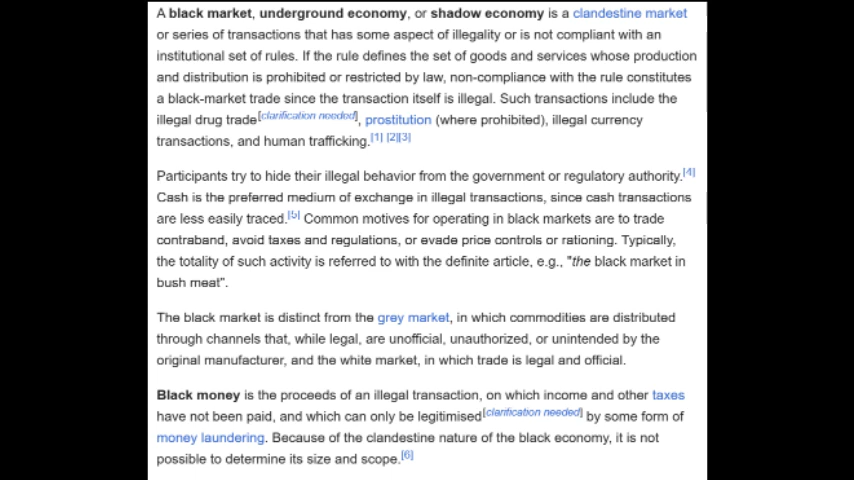 A black market, underground economy, or shadow economy is a clandestine market
or series of transactions that has some aspect of illegality or is not compliant with an
institutional set of rules. If the rule defines the set of goods and services whose production
and distribution is prohibited or restricted by law, non-compliance with the rule constitutes
a black-market trade since the transaction itself is illegal. Such transactions include the
illegal drug trade[clarification needed], prostitution (where prohibited), illegal currency
transactions, and human trafficking.[1] [2][3]
Participants try to hide their illegal behavior from the government or regulatory authority.[4]
Cash is the preferred medium of exchange in illegal transactions, since cash transactions
are less easily traced.[5] Common motives for operating in black markets are to trade
contraband, avoid taxes and regulations, or evade price controls or rationing. Typically,
the totality of such activity is referred to with the definite article, e.g., "the black market in
bush meat".
The black market is distinct from the grey market, in which commodities are distributed
through channels that, while legal, are unofficial, unauthorized, or unintended by the
original manufacturer, and the white market, in which trade is legal and official.
Black money is the proceeds of an illegal transaction, on which income and other taxes
have not been paid, and which can only be legitimised[clarification needed] by some form of
money laundering. Because of the clandestine nature of the black economy, it is not
possible to determine its size and scope.[6]